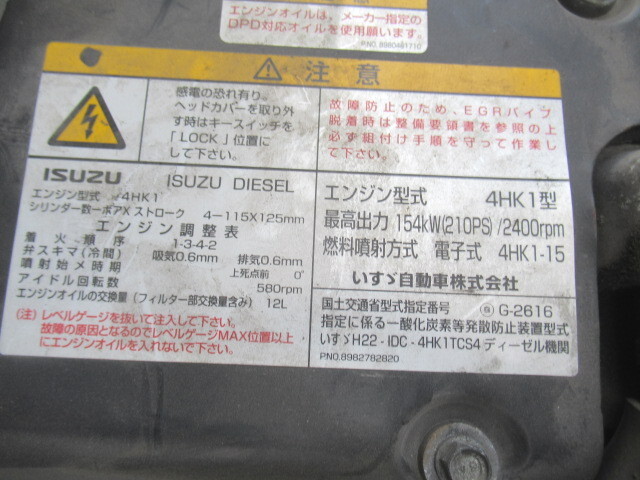 エンジンオイルは、メーカー指定の
DPD対応オイルを使用願います。
P.NO. 8980461710
注意
感電の恐れ有り。
ヘッドカバーを取り外
す時はキースイッチを
「LOCK」位置に
して下さい。
故障防止のため、EGRパイプ
脱着時は整備要領書を参照の上
必ず組付け手順を守って作業し
て下さい。
ISUZU ISUZU DIESEL
エンジン型式 4HK1
シリンダー数ーボアXストローク 4ー115X125mm
エンジン調整表
着火順序 1-3-4-2
弁スキマ(冷間) 吸気0.6mm 排気0.6mm
噴射始メ時期 上死点前 0°
アイドル回転数 580rpm
エンジンオイルの交換量(フィルター部交換量含み) 12L
(注)レベルゲージを抜いて注入して下さい。
故障の原因となるのでレベルゲージMAX位置以上
にエンジンオイルを入れないで下さい。
エンジン型式 4HK1型
最高出力 154kW(210PS)/2400rpm
燃料噴射方式 電子式 4HK1-15
いすゞ自動車株式会社
国土交通省型式指定番号 G-2616
指定に係る一酸化炭素等発散防止装置型式
いすゞH22-IDC-4HK1TCS4 ディーゼル機関
P.NO.8982782820